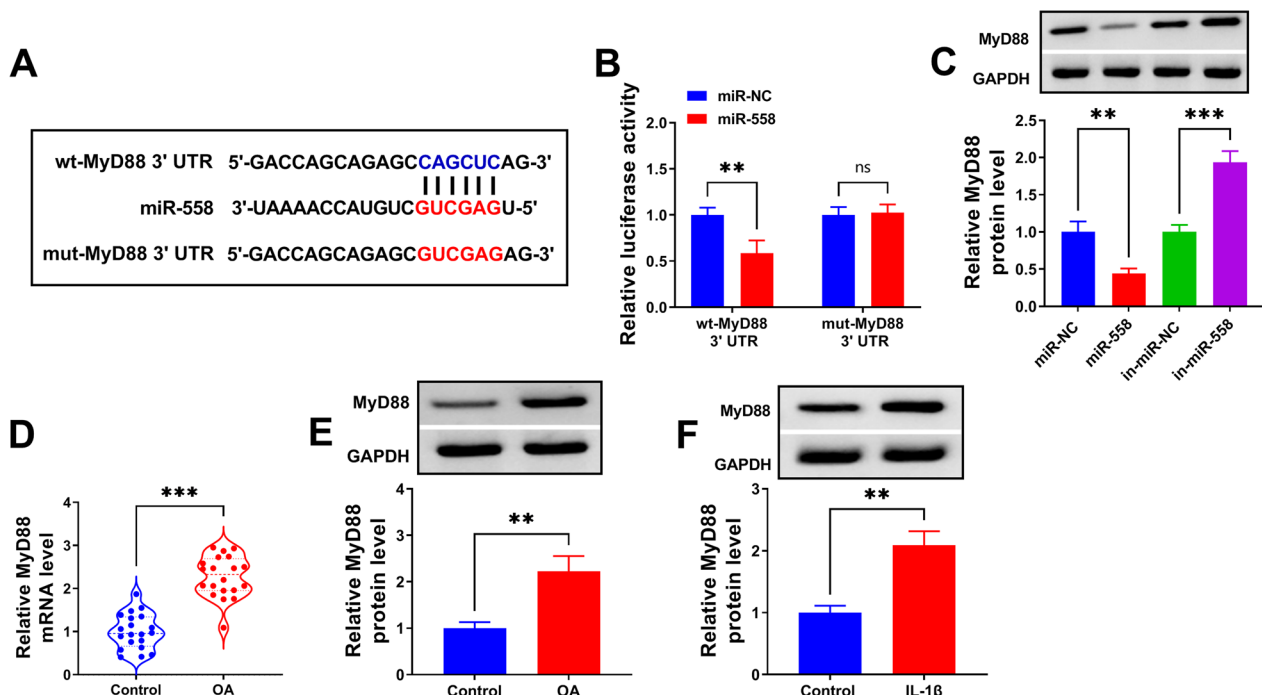 A
wt-MyD88 3' UTR 5'-GACCAGCAGAGCCAGCUCAG-3'
miR-558 3'-UAAAACCAUGUCGUCGAGU-5'
mut-MyD88 3' UTR 5'-GACCAGCAGAGCGUCGAGAG-3'
B
miR-NC
miR-558
Relative luciferase activity
2.0
1.5
1.0
0.5
0.0
**
ns
wt-MyD88
3' UTR
mut-MyD88
3' UTR
C
MyD88
GAPDH
Relative MyD88
protein level
2.5
2.0
1.5
1.0
0.5
0.0
**
***
miR-NC
miR-558
in-miR-NC
in-miR-558
D
Relative MyD88
mRNA level
4
3
2
1
0
***
Control
OA
E
MyD88
GAPDH
Relative MyD88
protein level
4
3
2
1
0
**
Control
OA
F
MyD88
GAPDH
Relative MyD88
protein level
3
2
1
0
**
Control
IL-1β